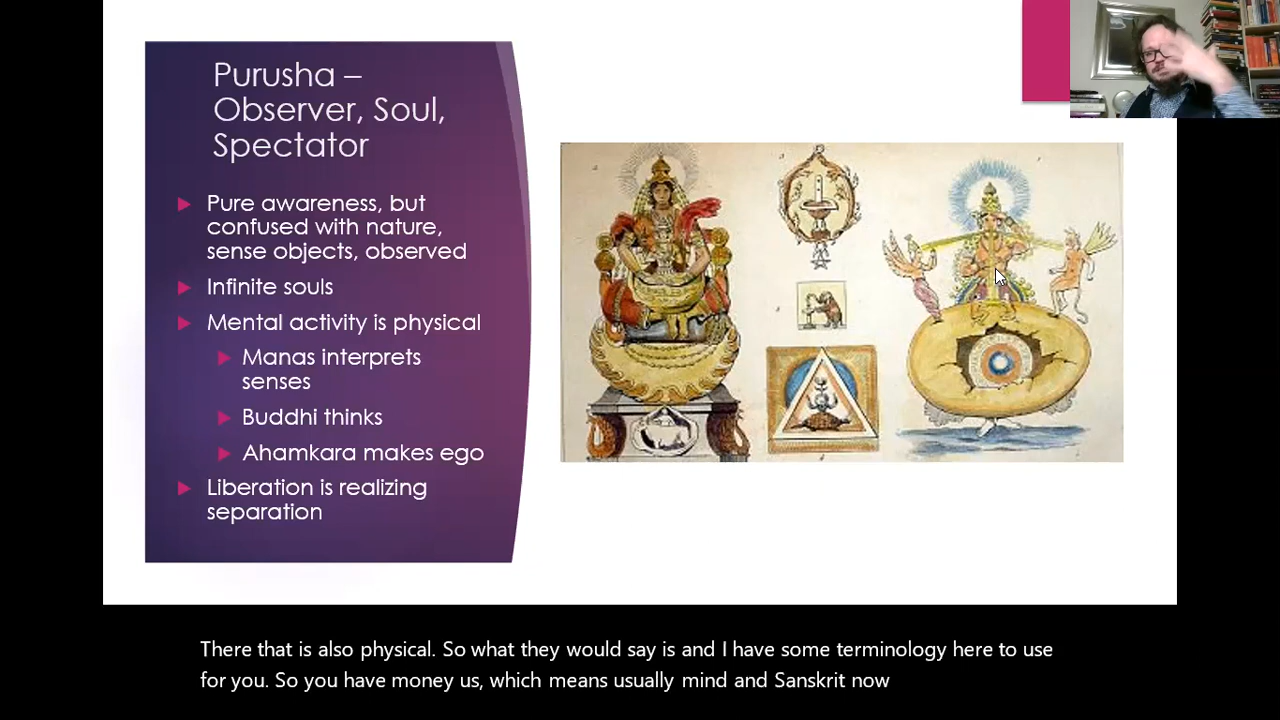 Purusha –
Observer, Soul,
Spectator
Pure awareness, but
confused with nature,
sense objects, observed
Infinite souls
Mental activity is physical
Manas interprets
senses
Buddhi thinks
Ahamkara makes ego
Liberation is realizing
separation
There that is also physical. So what they would say is and I have some terminology here to use
for you. So you have money us, which means usually mind and Sanskrit now